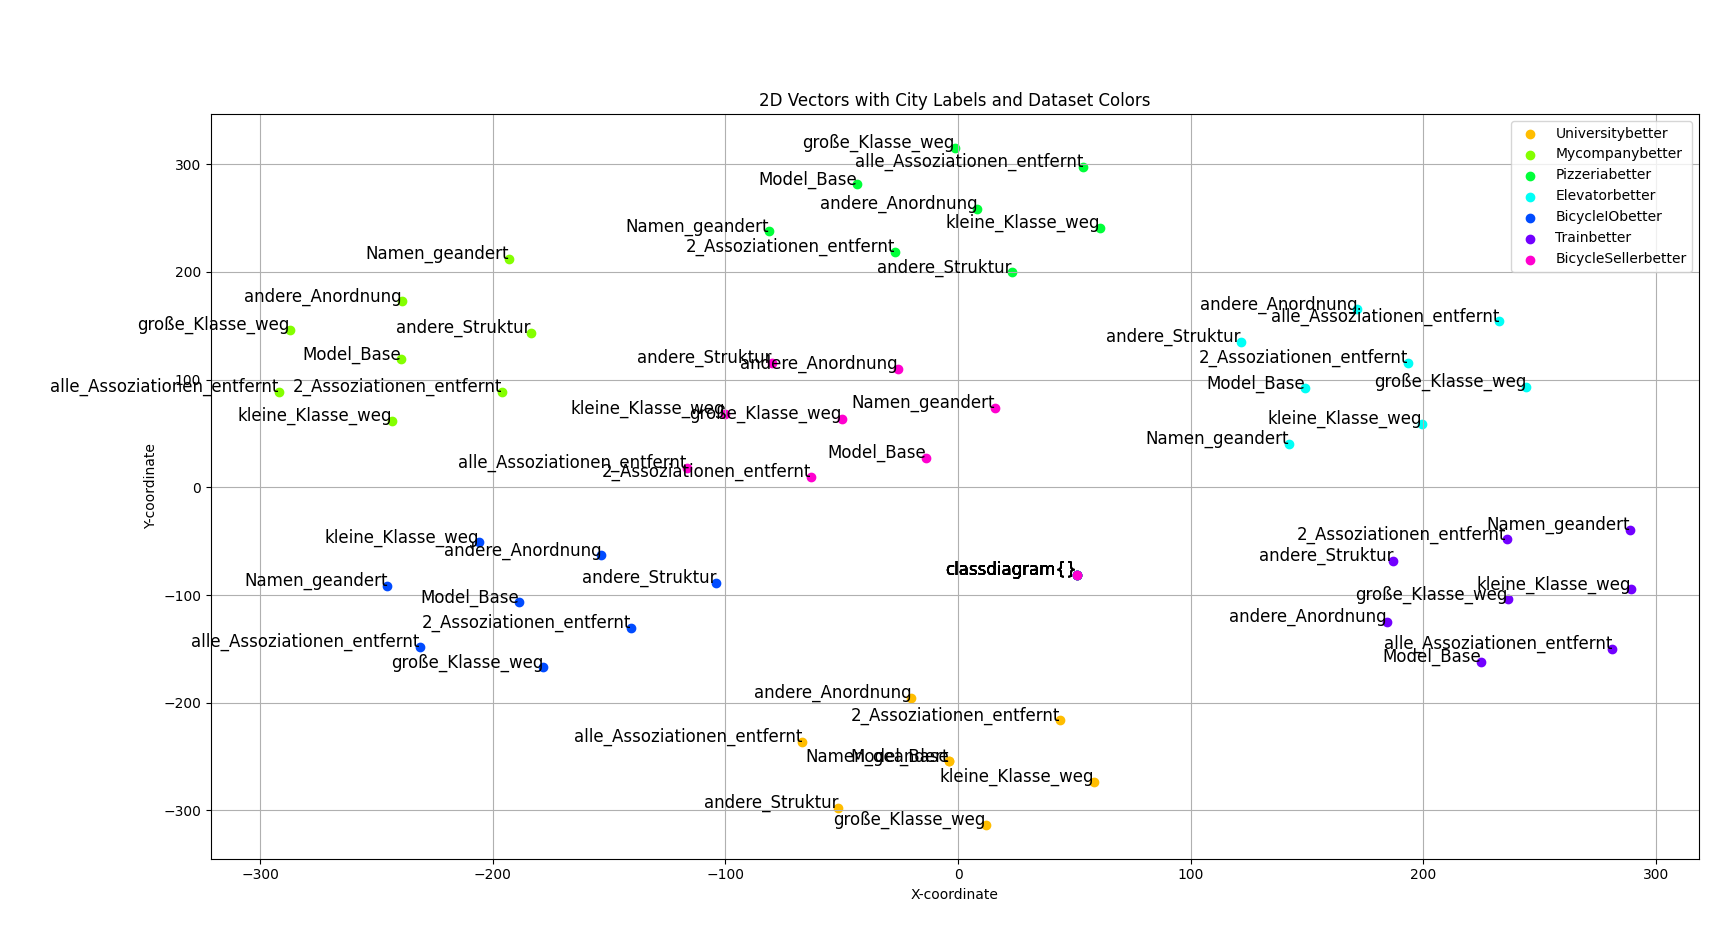 2D Vectors with City Labels and Dataset Colors
Universitybetter
Mycompanybetter
Pizzeriabetter
Elevatorbetter
BicycleIObetter
Trainbetter
BicycleSellerbetter
große_Klasse_weg
alle_Assoziationen_entfernt
Model_Base
andere_Anordnung
kleine_Klasse_weg
Namen_geandert
2_Assoziationen_entfernt
andere_Struktur
Namen_geandert
andere_Anordnung
große_Klasse_weg
andere_Struktur
Model_Base
alle_Assoziationen_entfernt
2_Assoziationen_entfernt
kleine_Klasse_weg
andere_Struktur
andere_Anordnung
kleine_Klasse_weg
große_Klasse_weg
Namen_geandert
Model_Base
alle_Assoziationen_entfernt
2_Assoziationen_entfernt
andere_Anordnung
alle_Assoziationen_entfernt
andere_Struktur
2_Assoziationen_entfernt
Model_Base
große_Klasse_weg
kleine_Klasse_weg
Namen_geandert
kleine_Klasse_weg
andere_Anordnung
Namen_geandert
andere_Struktur
Model_Base
2_Assoziationen_entfernt
alle_Assoziationen_entfernt
große_Klasse_weg
classdiagram{}
Namen_geandert
2_Assoziationen_entfernt
andere_Struktur
kleine_Klasse_weg
große_Klasse_weg
andere_Anordnung
alle_Assoziationen_entfernt
Model_Base
andere_Anordnung
2_Assoziationen_entfernt
alle_Assoziationen_entfernt
Namen_geandert
Model_Base
kleine_Klasse_weg
andere_Struktur
große_Klasse_weg
300
200
100
0
−100
−200
−300
Y-coordinate
−300
−200
−100
0
100
200
300
X-coordinate